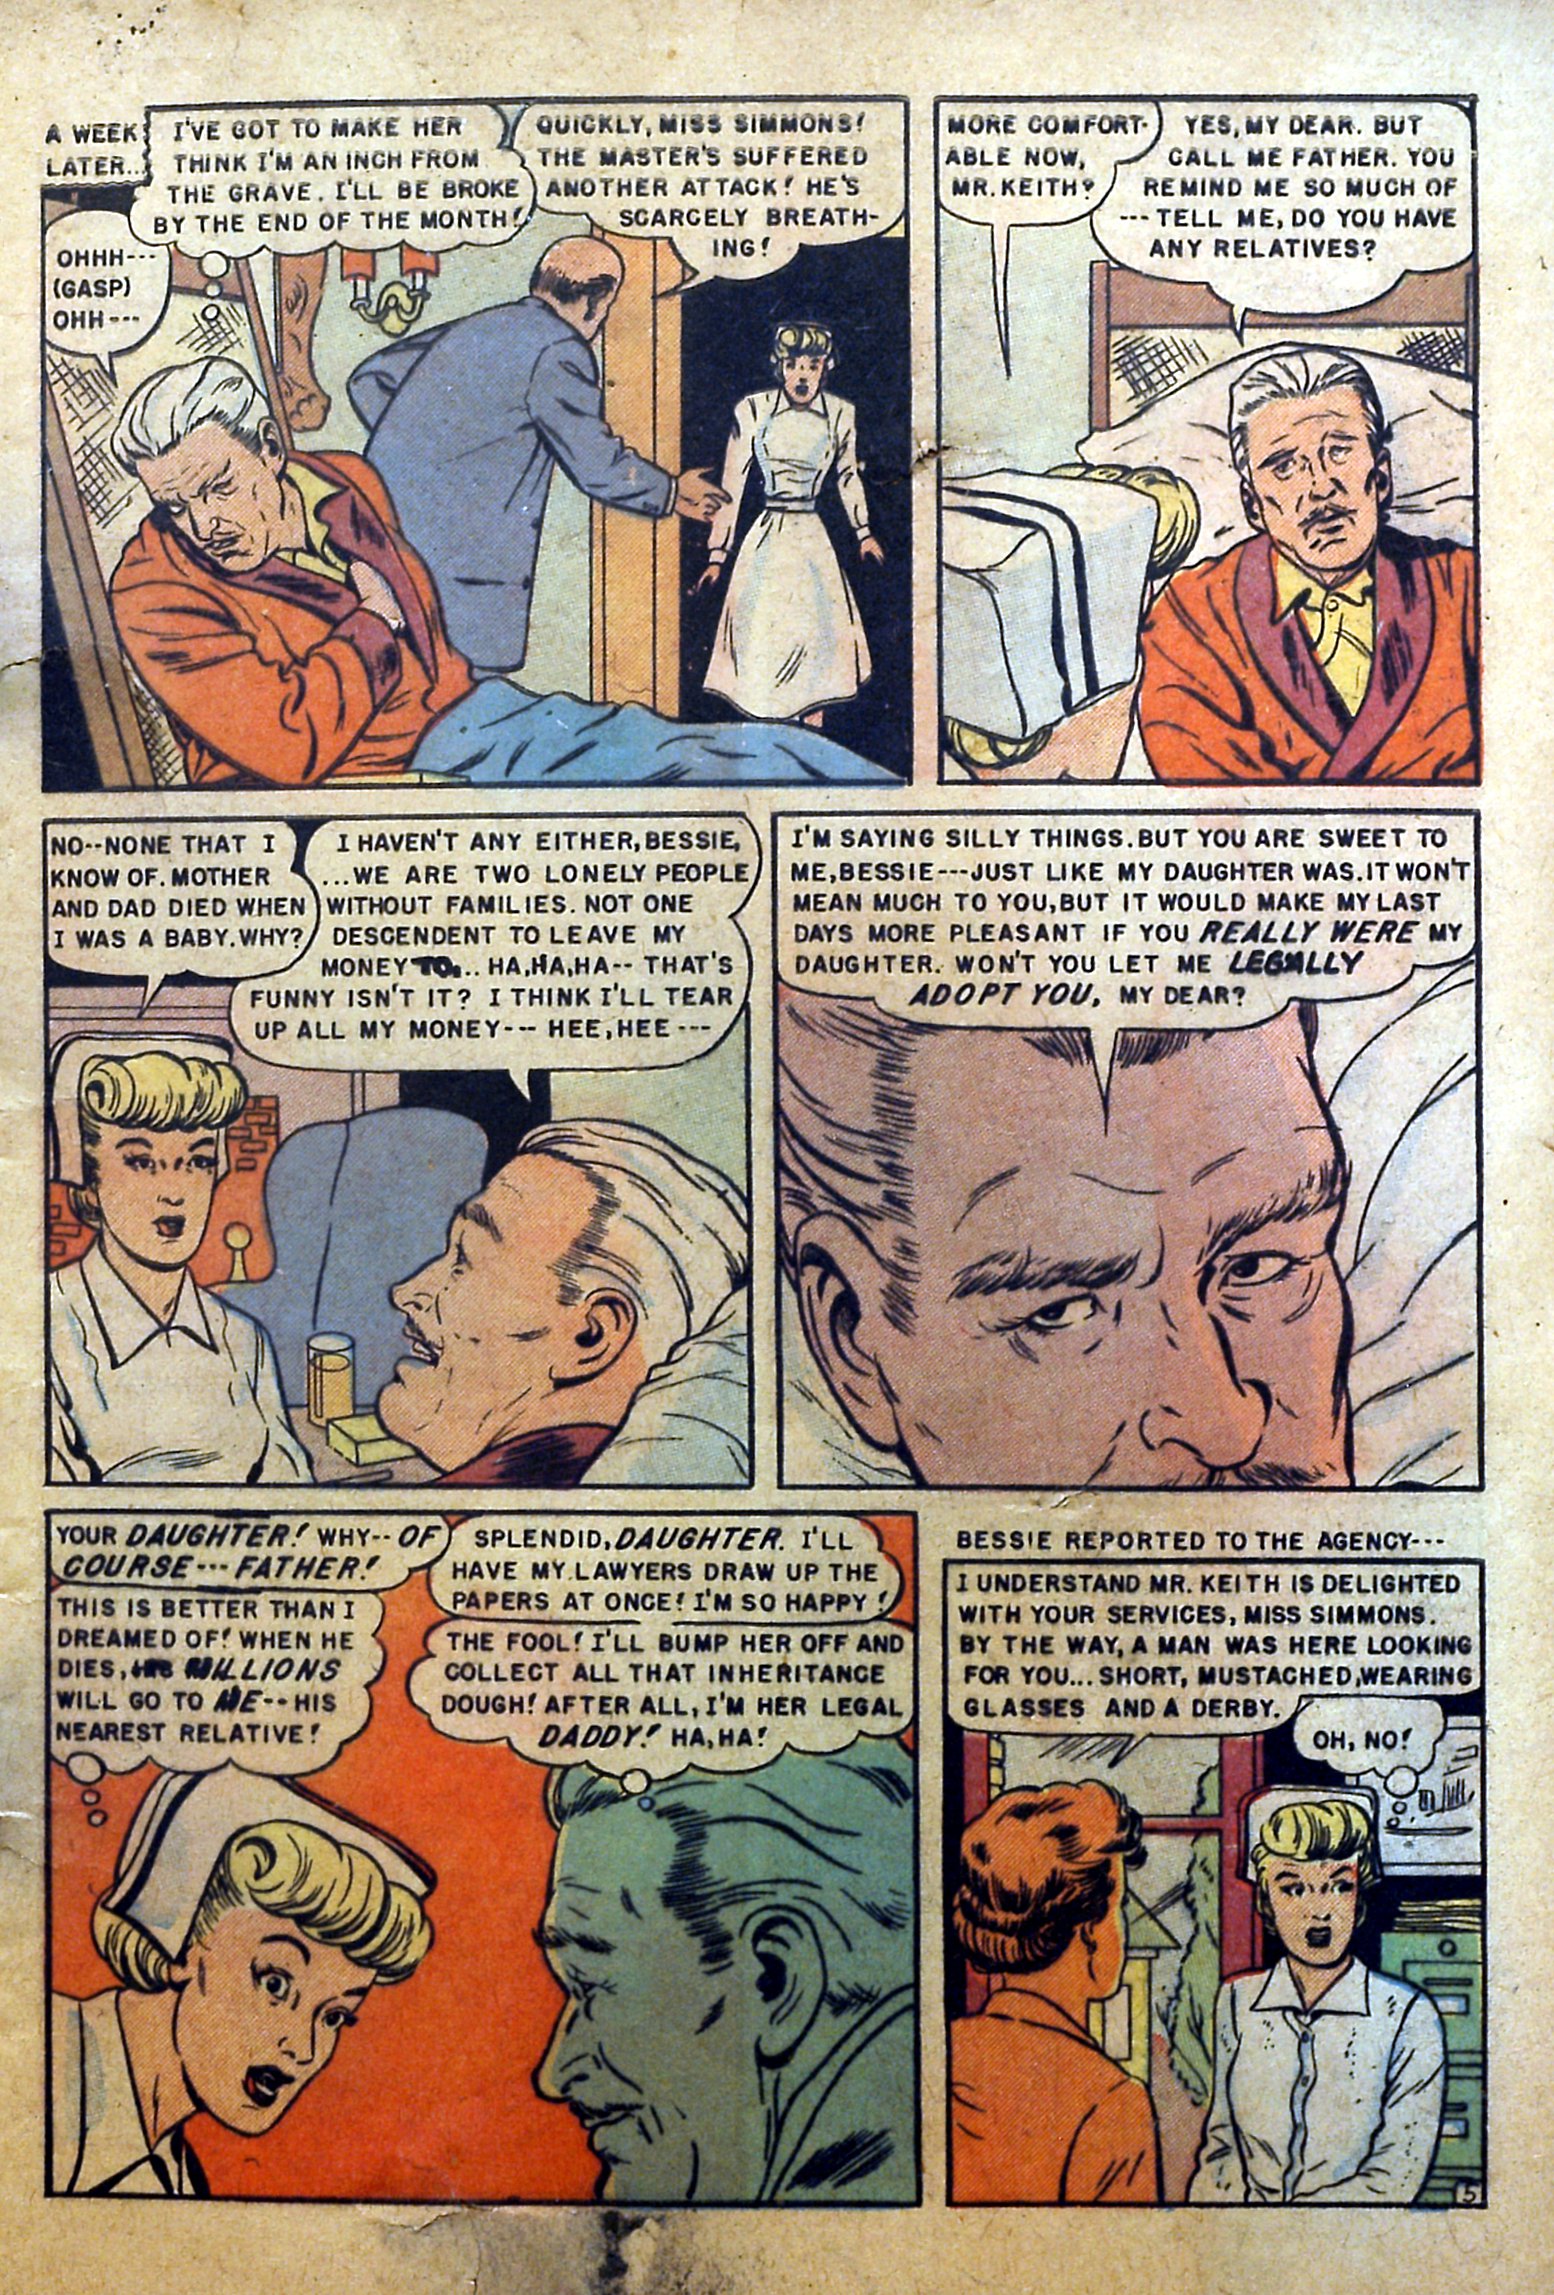 A WEEK
LATER...
I'VE GOT TO MAKE HER
THINK I'M AN INCH FROM
THE GRAVE. I'LL BE BROKE
BY THE END OF THE MONTH!
QUICKLY, MISS SIMMONS!
THE MASTER'S SUFFERED
ANOTHER ATTACK! HE'S
SCARCELY BREATH-
ING!
OHHH---
(GASP)
OHH---
MORE COMFORT-
ABLE NOW,
MR. KEITH?
YES, MY DEAR. BUT
CALL ME FATHER. YOU
REMIND ME SO MUCH OF
---TELL ME, DO YOU HAVE
ANY RELATIVES?
NO--NONE THAT I
KNOW OF. MOTHER
AND DAD DIED WHEN
I WAS A BABY. WHY?
I HAVEN'T ANY EITHER, BESSIE,
...WE ARE TWO LONELY PEOPLE
WITHOUT FAMILIES. NOT ONE
DESCENDENT TO LEAVE MY
MONEY TO... HA, HA, HA-- THAT'S
FUNNY ISN'T IT? I THINK I'LL TEAR
UP ALL MY MONEY--- HEE, HEE ---
I'M SAYING SILLY THINGS. BUT YOU ARE SWEET TO
ME, BESSIE---JUST LIKE MY DAUGHTER WAS. IT WON'T
MEAN MUCH TO YOU, BUT IT WOULD MAKE MY LAST
DAYS MORE PLEASANT IF YOU REALLY WERE MY
DAUGHTER. WON'T YOU LET ME LEGALLY
ADOPT YOU, MY DEAR?
YOUR DAUGHTER! WHY-- OF
COURSE--- FATHER!
THIS IS BETTER THAN I
DREAMED OF! WHEN HE
DIES, HIS MILLIONS
WILL GO TO ME-- HIS
NEAREST RELATIVE!
SPLENDID, DAUGHTER. I'LL
HAVE MY LAWYERS DRAW UP THE
PAPERS AT ONCE! I'M SO HAPPY!
THE FOOL! I'LL BUMP HER OFF AND
COLLECT ALL THAT INHERITANCE
DOUGH! AFTER ALL, I'M HER LEGAL
DADDY! HA, HA!
BESSIE REPORTED TO THE AGENCY---
I UNDERSTAND MR. KEITH IS DELIGHTED
WITH YOUR SERVICES, MISS SIMMONS.
BY THE WAY, A MAN WAS HERE LOOKING
FOR YOU... SHORT, MUSTACHED, WEARING
GLASSES AND A DERBY.
OH, NO!
5